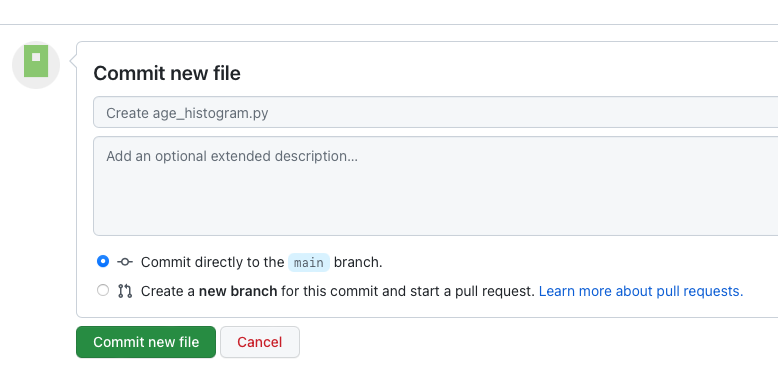 Commit new file
Create age_histogram.py
Add an optional extended description...
Commit directly to the main branch.
Create a new branch for this commit and start a pull request. Learn more about pull requests.
Commit new file Cancel